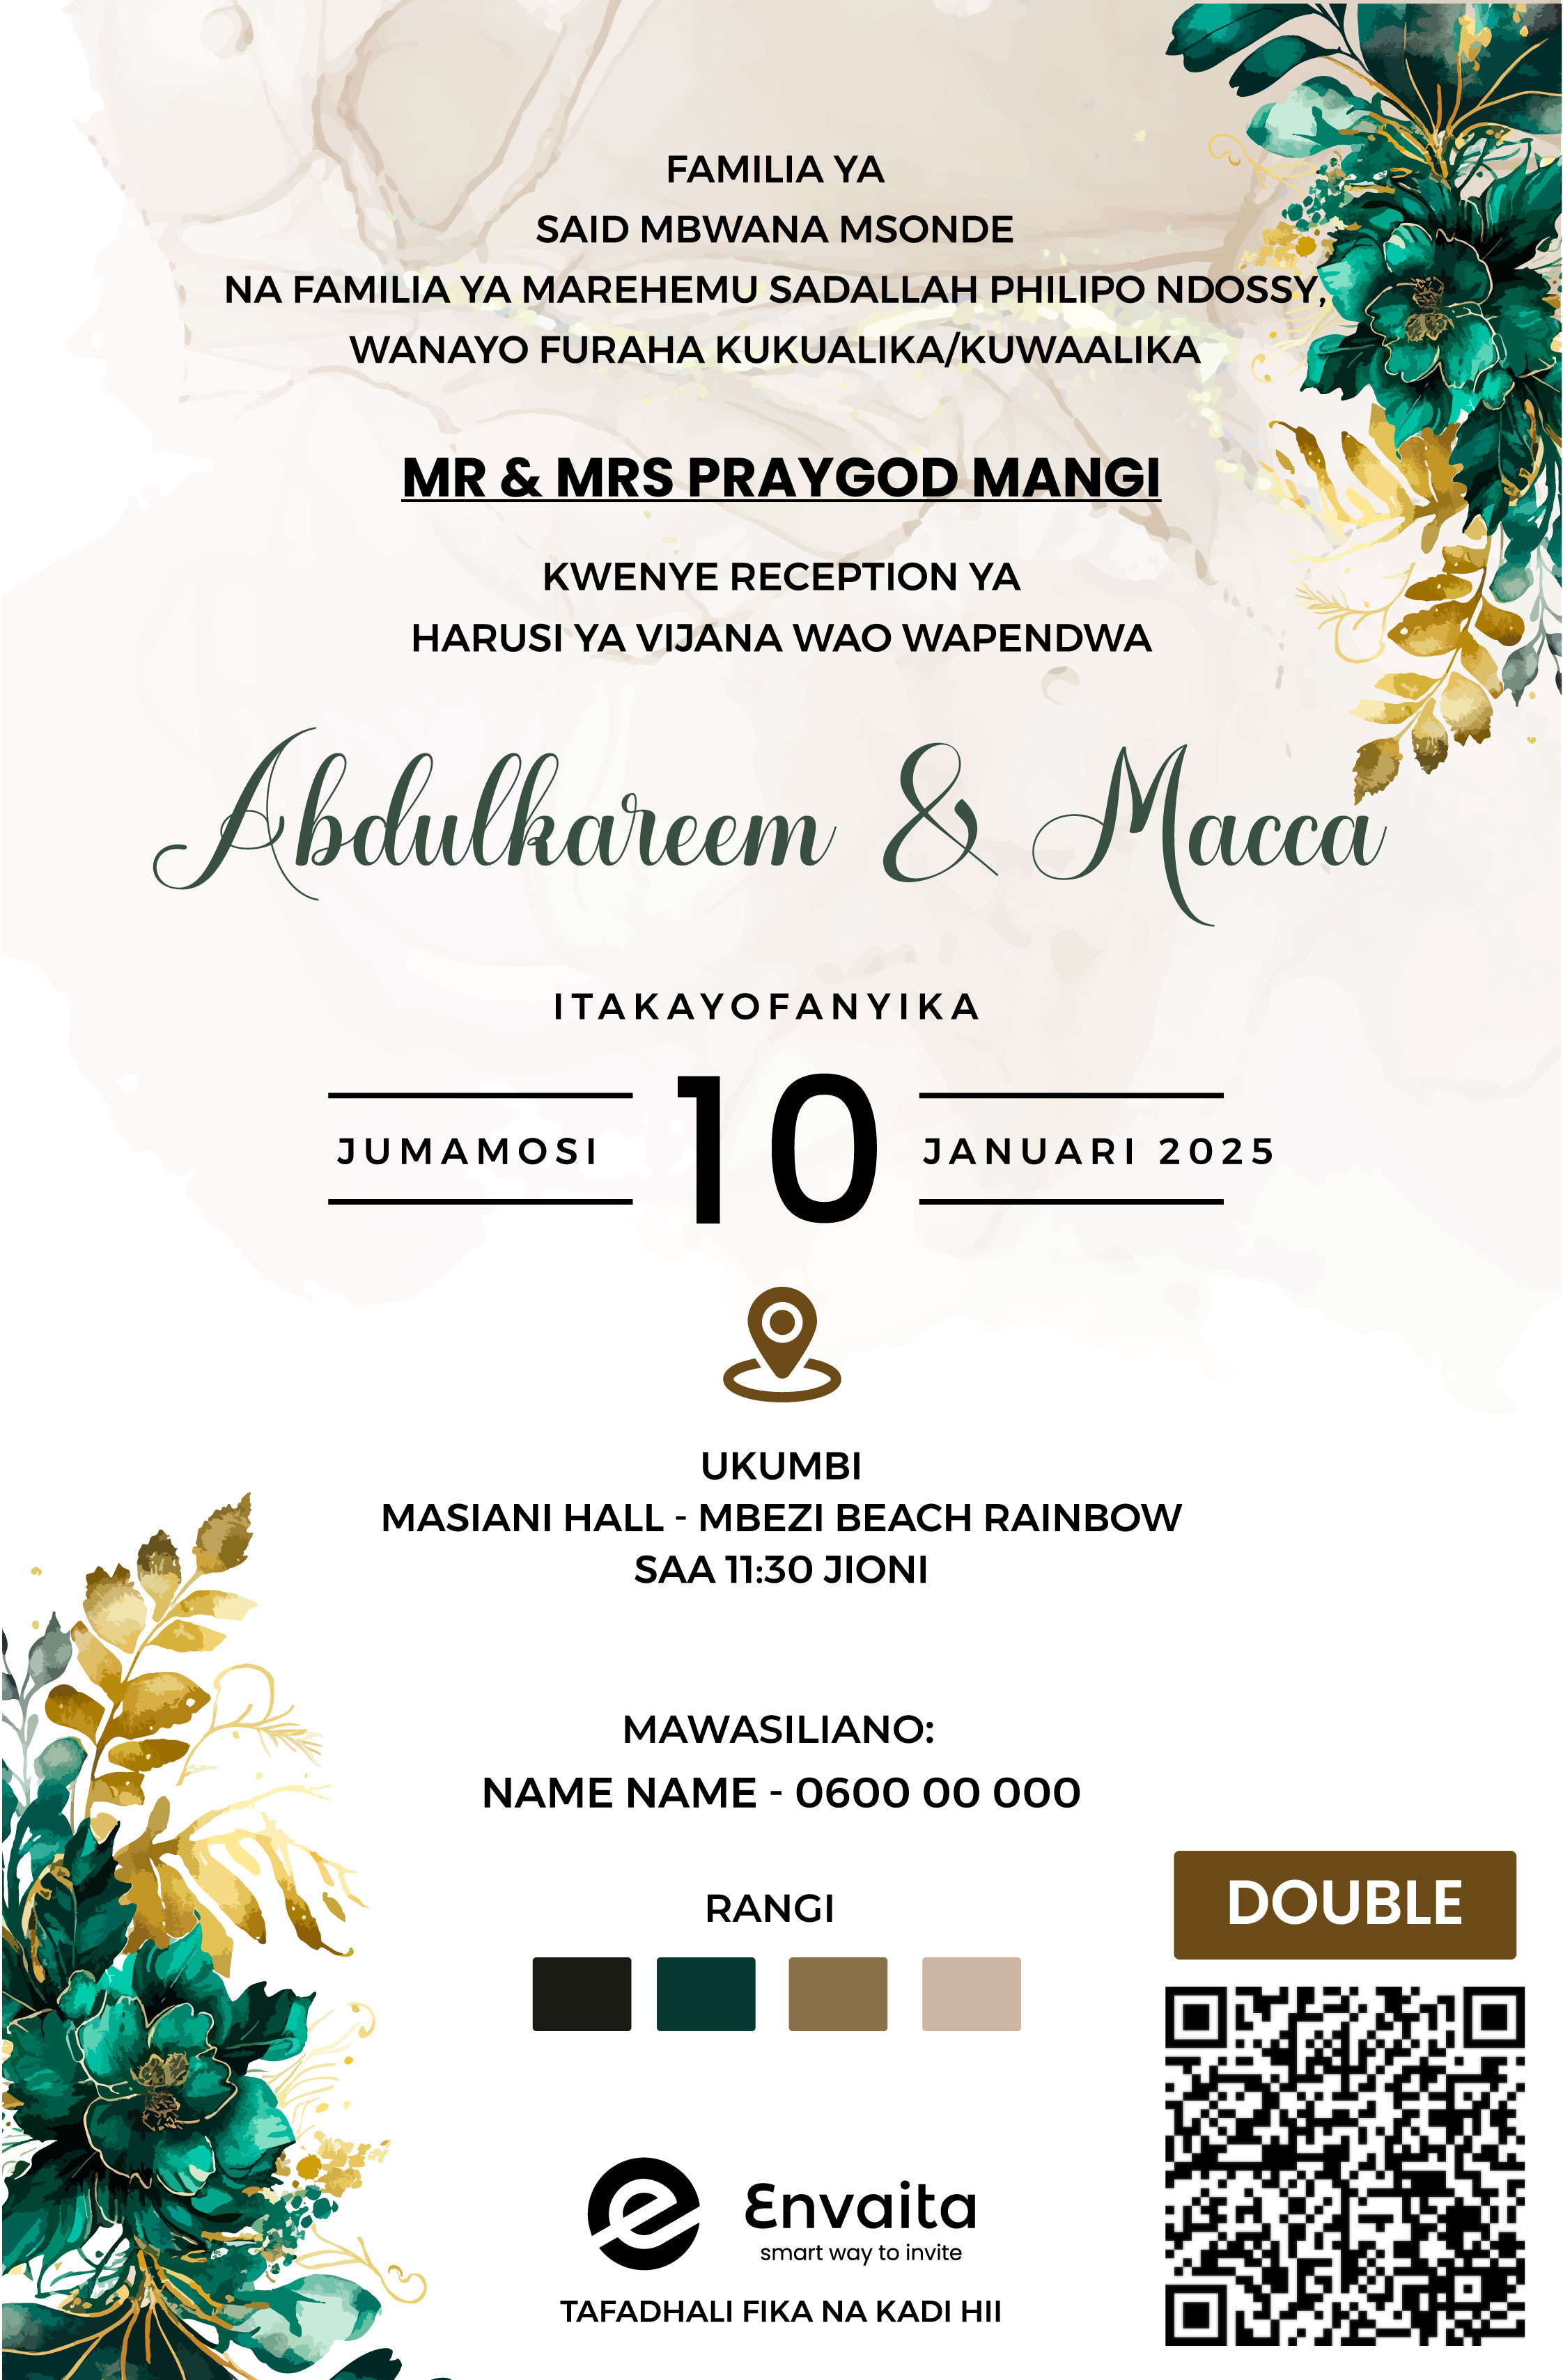 FAMILIA YA
SAID MBWANA MSONDE
NA FAMILIA YA MAREHEMU SADALLAH PHILIPO NDOSSY,
WANAYO FURAHA KUKUALIKA/KUWAALIKA
MR & MRS PRAYGOD MANGI
KWENYE RECEPTION YA
HARUSI YA VIJANA WAO WAPENDWA
Abdulkareem & Macca
ITAKAYOFANYIKA
JUMAMOSI 10 JANUARI 2025
UKUMBI
MASIANI HALL - MBEZI BEACH RAINBOW
SAA 11:30 JIONI
MAWASILIANO:
NAME NAME - 0600 00 000
RANGI
DOUBLE
Envaita
smart way to invite
TAFADHALI FIKA NA KADI HII